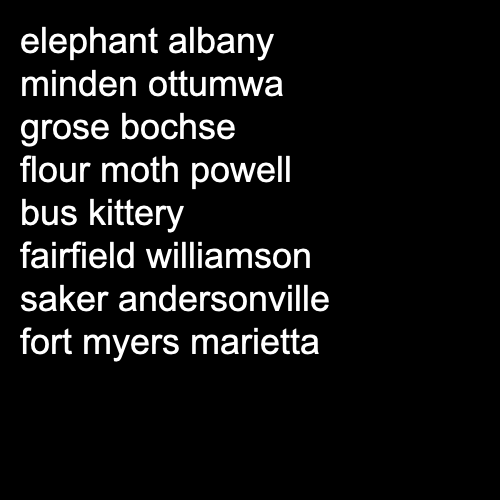 elephant albany
minden ottumwa
grose bochse
flour moth powell
bus kittery
fairfield williamson
saker andersonville
fort myers marietta